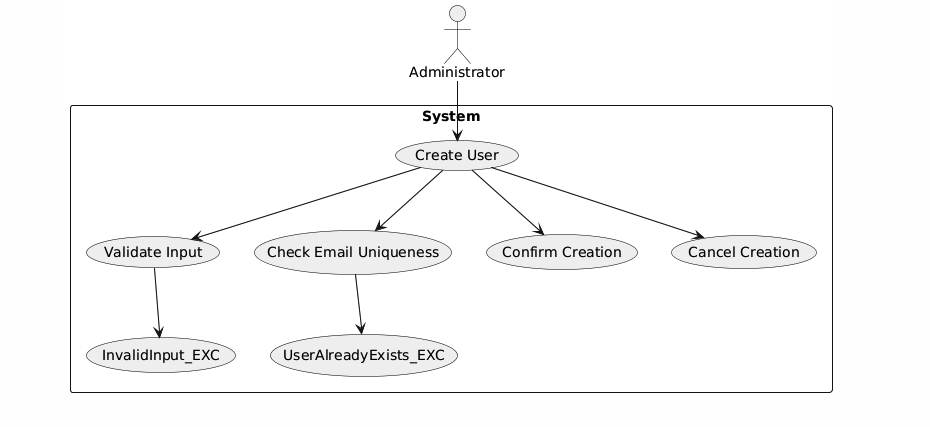 Administrator
System
Create User
Validate Input
Check Email Uniqueness
Confirm Creation
Cancel Creation
InvalidInput_EXC
UserAlreadyExists_EXC